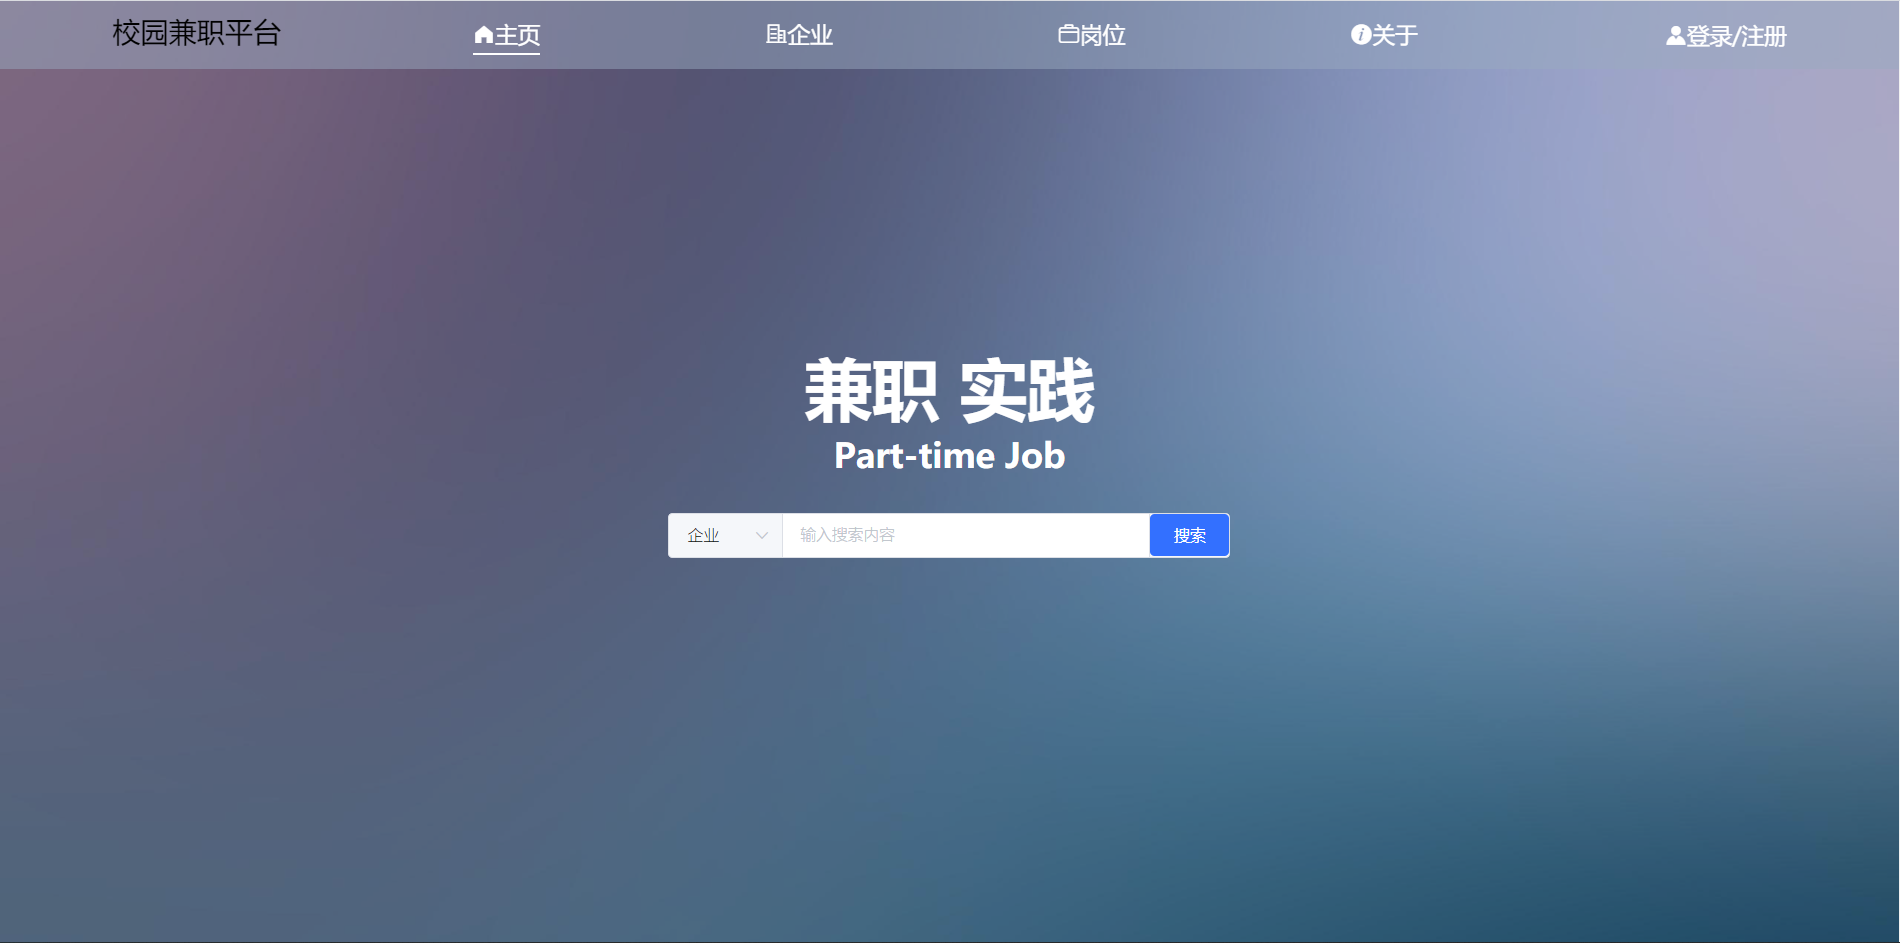 校园兼职平台
主页
企业
岗位
关于
登录/注册
兼职 实践
Part-time Job
企业
输入搜索内容
搜索